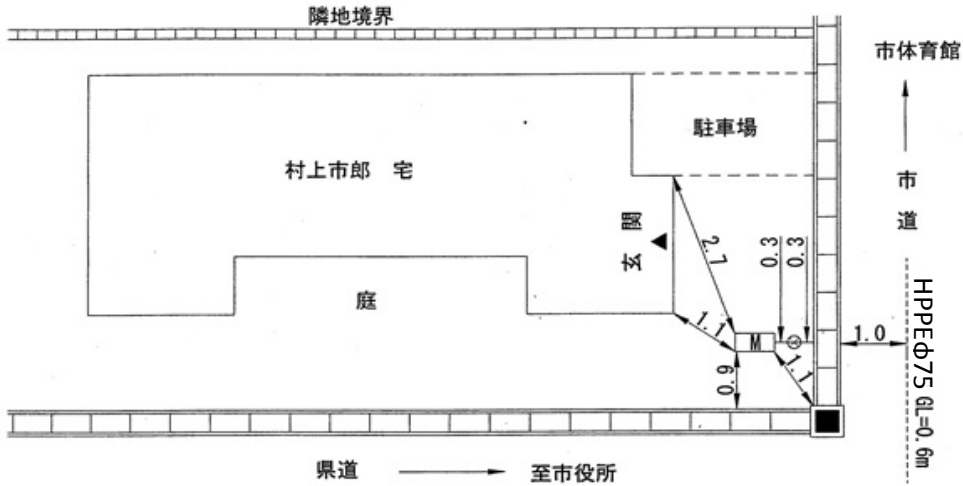 隣地境界
市体育館
駐車場
村上市郎 宅
市道
玄関
2.7
0.3
0.3
庭
1.1
M
1.0
0.9
1.1
HPPEφ75 GL=0.6m
県道
至市役所